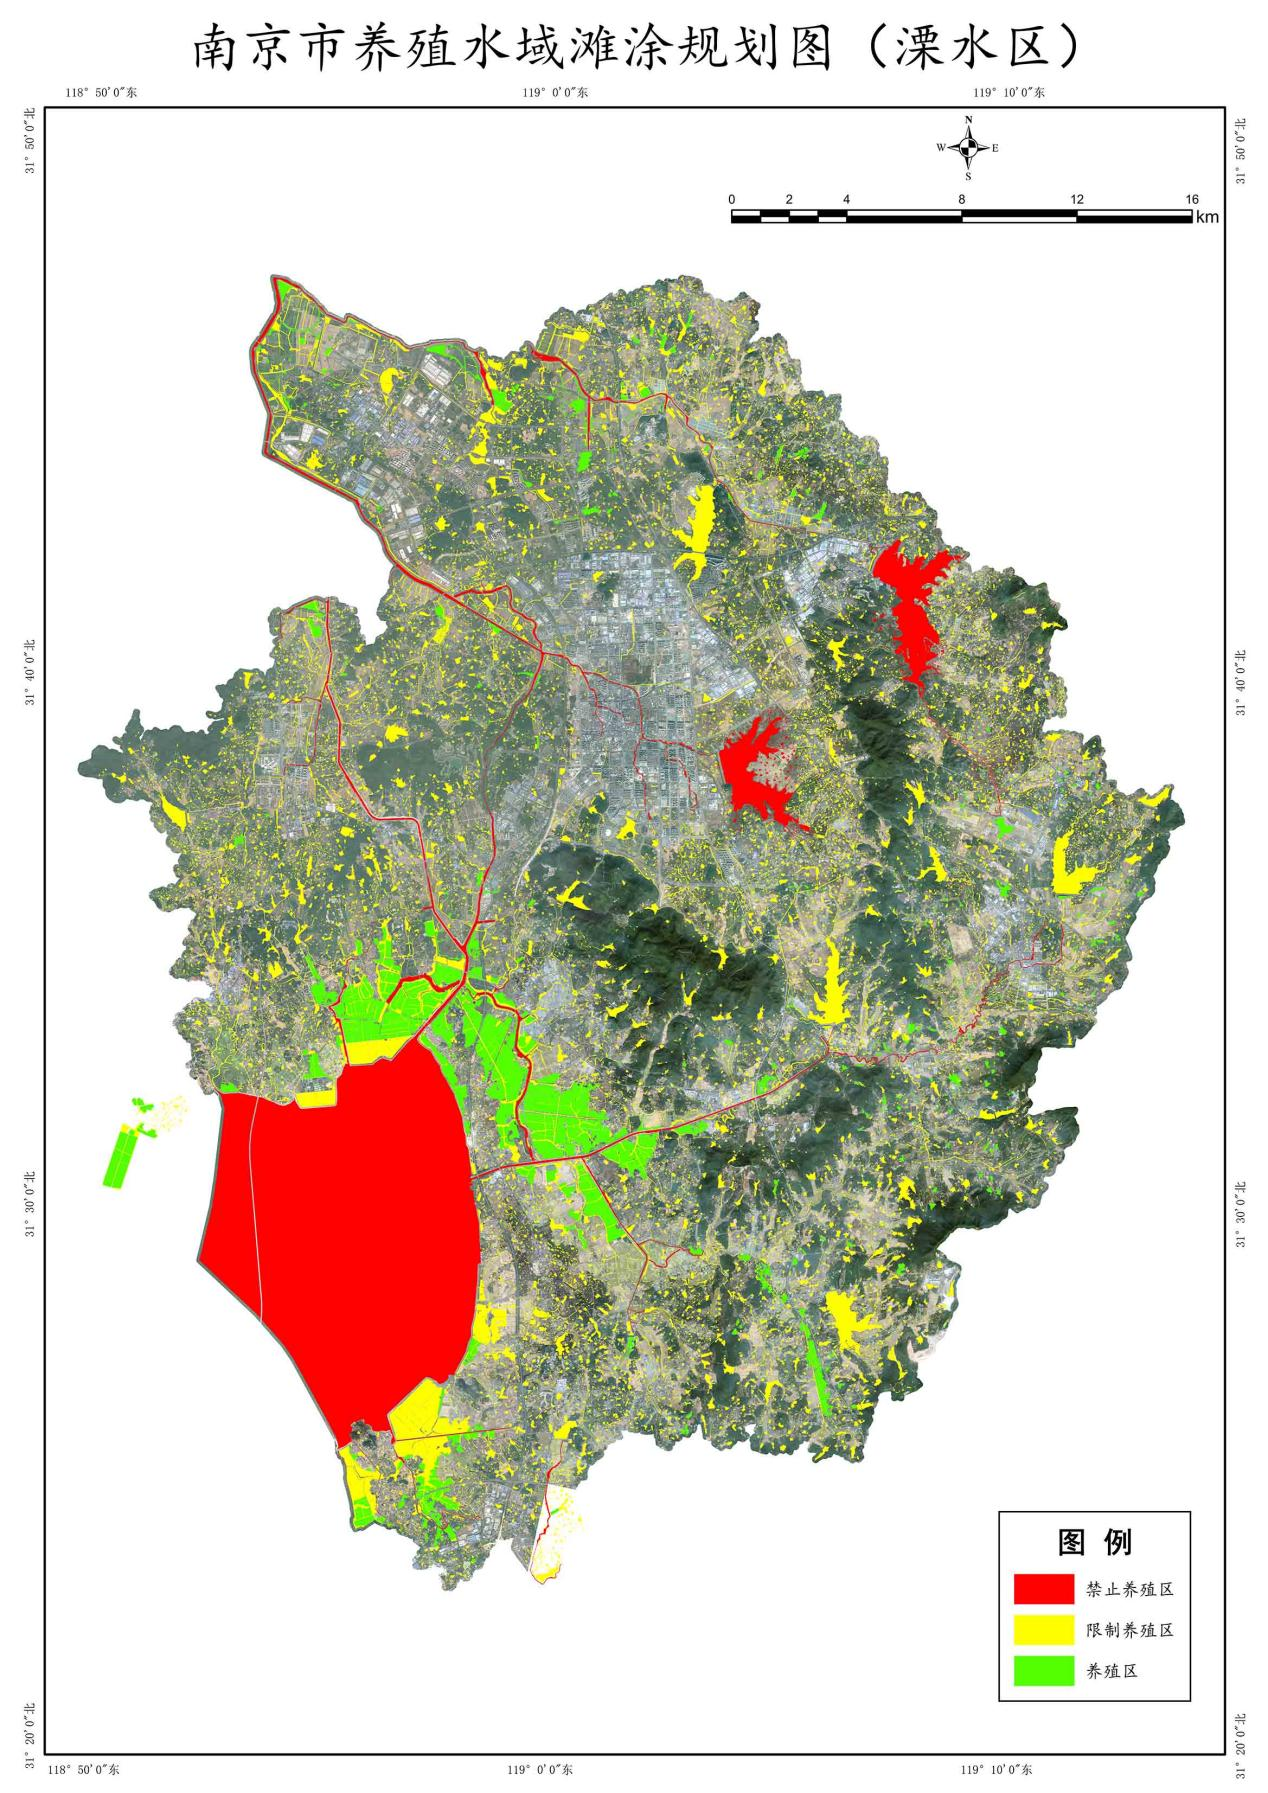 南京市养殖水域滩涂规划图（溧水区）
118° 50′0″东
119° 0′0″东
119° 10′0″东
31° 50′0″北
31° 50′0″北
N
W
E
S
0
2
4
8
12
16
km
31° 40′0″北
31° 40′0″北
31° 30′0″北
31° 30′0″北
图 例
禁止养殖区
限制养殖区
养殖区
31° 20′0″北
31° 20′0″北
118° 50′0″东
119° 0′0″东
119° 10′0″东